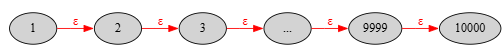 1 ε 2 ε 3 ε ... ε 9999 ε 10000